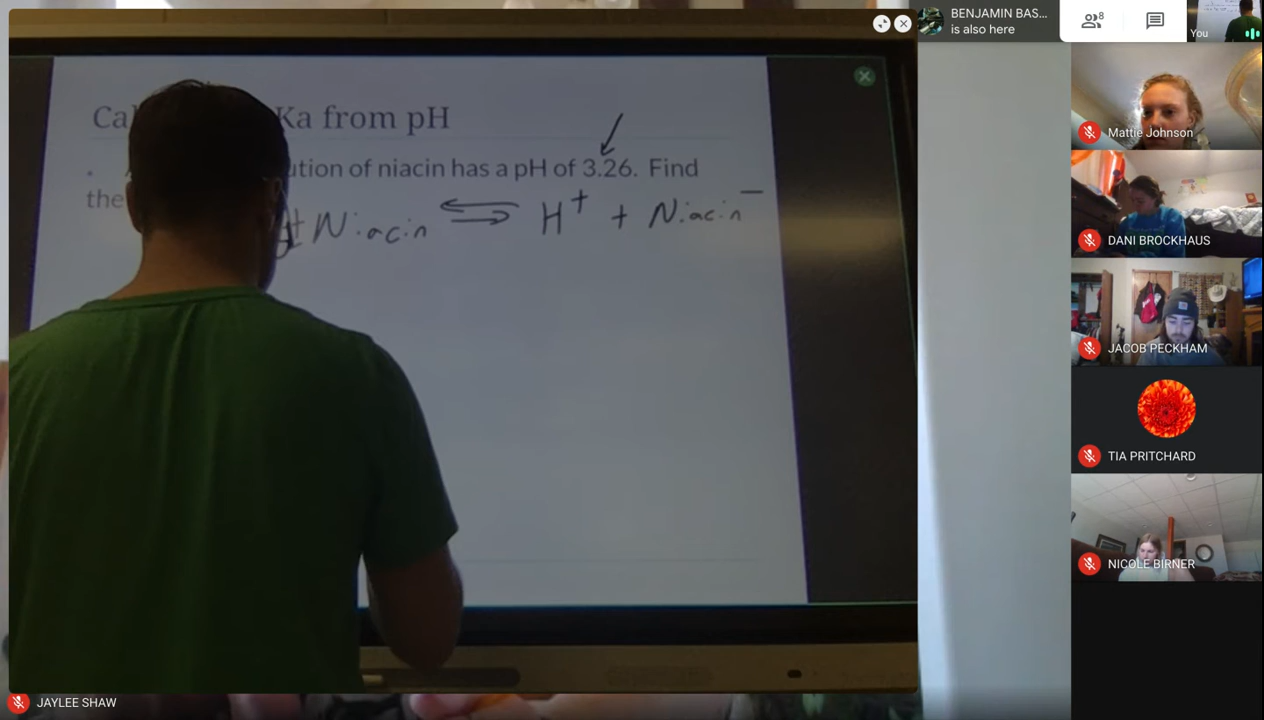 BENJAMIN BAS...
is also here
8
You
Ka from pH
ution of niacin has a pH of 3.26. Find
the
Niacin ⇌ H⁺ + Niacin⁻
Mattie Johnson
DANI BROCKHAUS
JACOB PECKHAM
TIA PRITCHARD
NICOLE BIRNER
JAYLEE SHAW